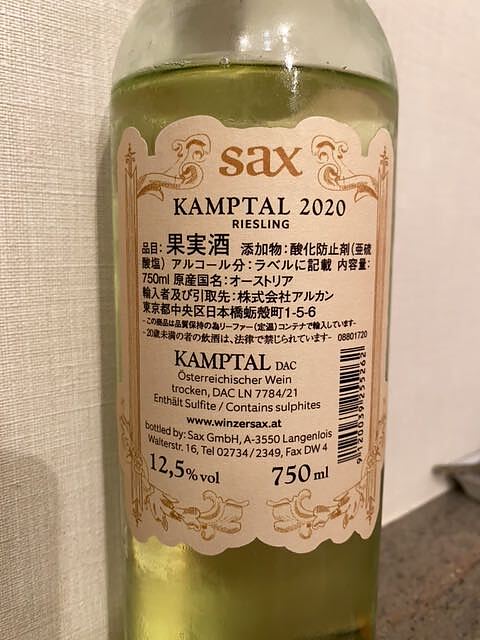 sax
KAMPTAL 2020
RIESLING
品目:果実酒 添加物:酸化防止剤(亜硫
酸塩) アルコール分:ラベルに記載 内容量:
750ml 原産国名:オーストリア
輸入者及び引取先:株式会社アルカン
東京都中央区日本橋蛎殻町1-5-6
-この商品は品質保持の為リーファー(定温)コンテナで輸入しています-
-20歳未満の者の飲酒は、法律で禁じられています- 08801720
KAMPTAL DAC
Österreichischer Wein
trocken, DAC LN 7784/21
Enthält Sulfite / Contains sulphites
www.winzersax.at
bottled by: Sax GmbH, A-3550 Langenlois
Walterstr. 16, Tel 02734 / 2349, Fax DW 4
12,5% vol 750 ml